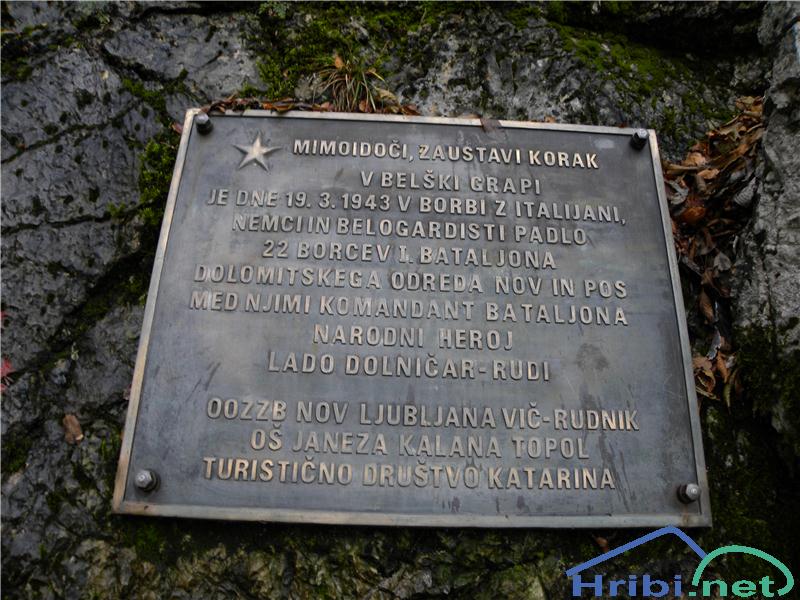 MIMOIDOČI, ZAUSTAVI KORAK
V BELŠKI GRAPI
JE DNE 19. 3. 1943 V BORBI Z ITALIJANI,
NEMCI IN BELOGARDISTI PADLO
22 BORCEV I. BATALJONA
DOLOMITSKEGA ODREDA NOV IN POS
MED NJIMI KOMANDANT BATALJONA
NARODNI HEROJ
LADO DOLNIČAR-RUDI
OOZZB NOV LJUBLJANA VIČ-RUDNIK
OŠ JANEZA KALANA TOPOL
TURISTIČNO DRUŠTVO KATARINA
Hribi.net